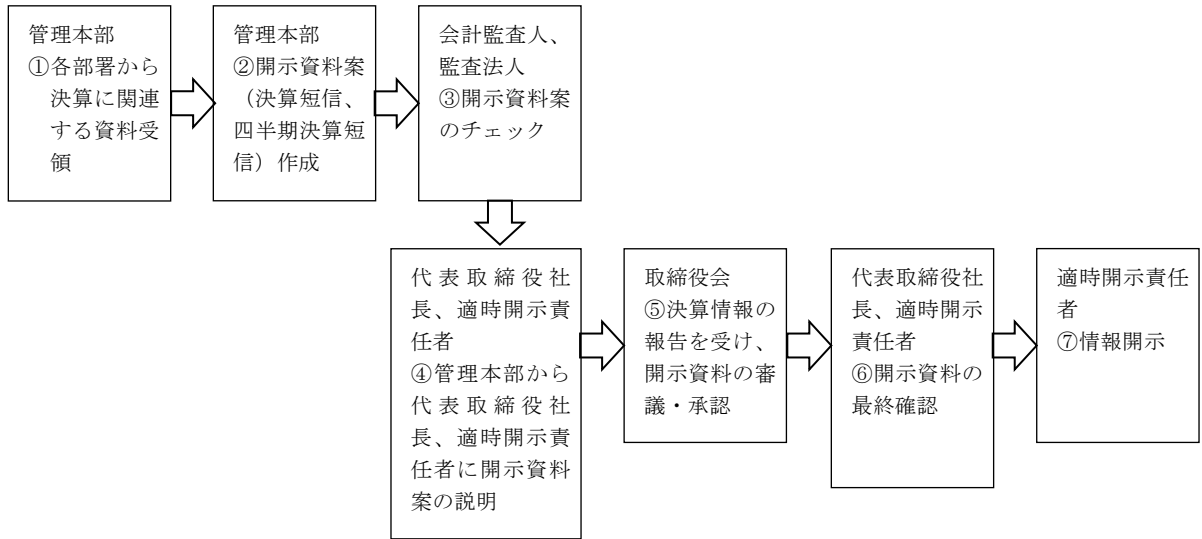 管理本部
①各部署から
決算に関連
する資料受
領
管理本部
②開示資料案
（決算短信、
四半期決算短
信）作成
会計監査人、
監査法人
③開示資料案
のチェック
代表取締役社
長、適時開示責
任者
④管理本部から
代表取締役社
長、適時開示責
任者に開示資料
案の説明
取締役会
⑤決算情報の
報告を受け、
開示資料の審
議・承認
代表取締役社
長、適時開示
責任者
⑥開示資料の
最終確認
適時開示責任
者
⑦情報開示